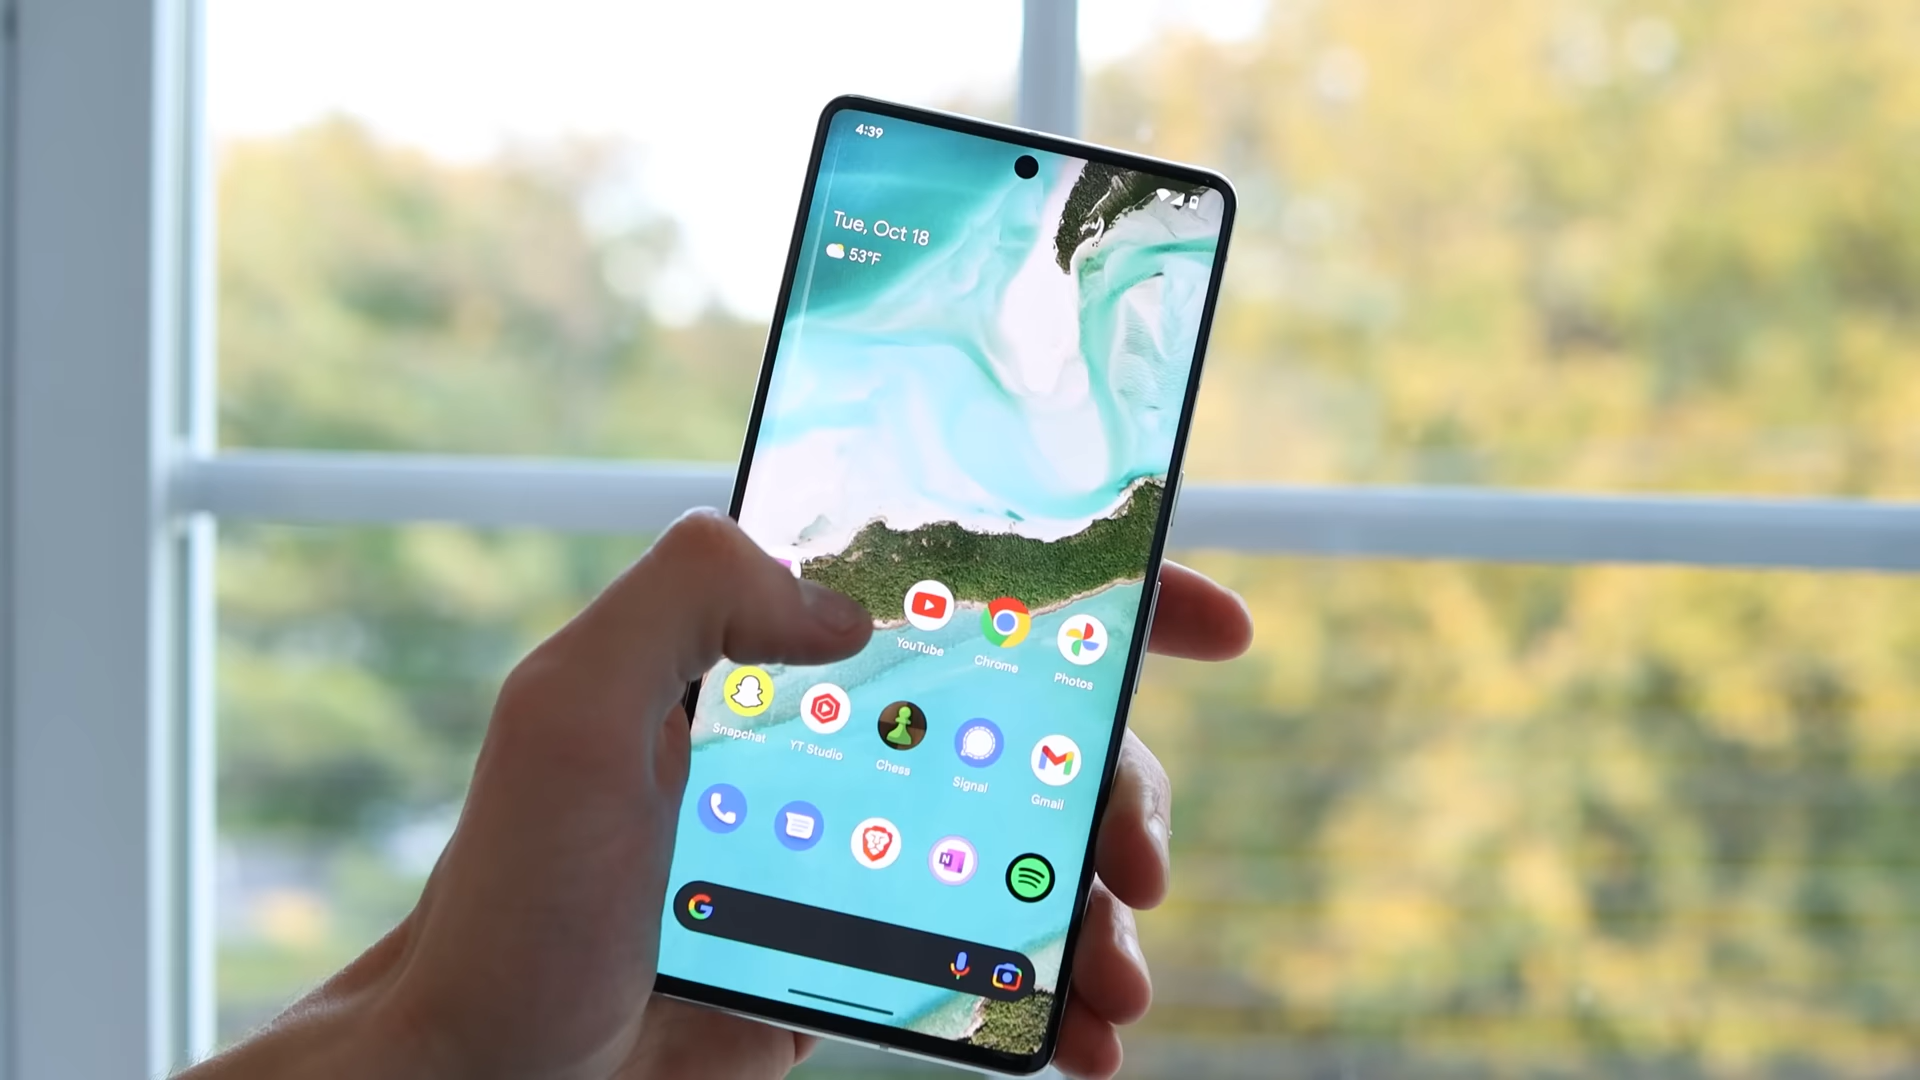 4:39
Tue, Oct 18
53°F
YouTube
Chrome
Photos
Snapchat
YT Studio
Chess
Signal
Gmail
N
G